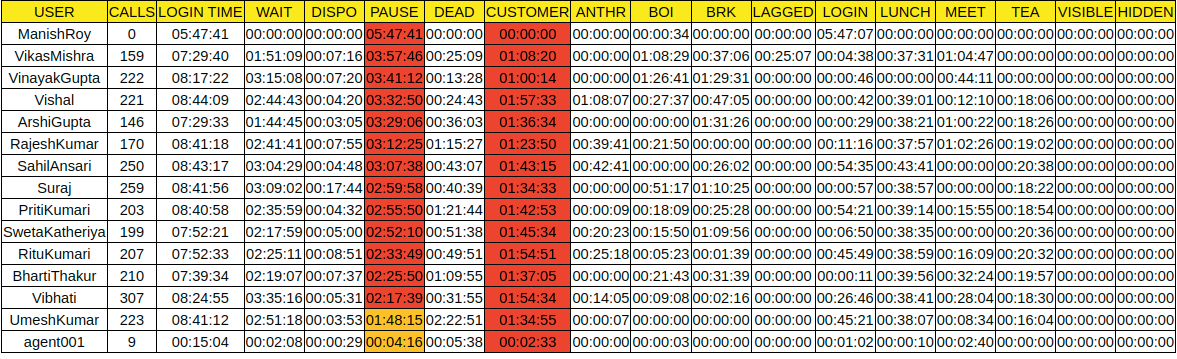 USER CALLS LOGIN TIME WAIT DISPO PAUSE DEAD CUSTOMER ANTHR BOI BRK LAGGED LOGIN LUNCH MEET TEA VISIBLE HIDDEN
ManishRoy 0 05:47:41 00:00:00 00:00:00 05:47:41 00:00:00 00:00:00 00:00:00 00:00:34 00:00:00 00:00:00 05:47:07 00:00:00 00:00:00 00:00:00 00:00:00 00:00:00
VikasMishra 159 07:29:40 01:51:09 00:07:16 03:57:46 00:25:09 01:08:20 00:00:00 01:08:29 00:37:06 00:25:07 00:04:38 00:37:31 01:04:47 00:00:00 00:00:00 00:00:00
VinayakGupta 222 08:17:22 03:15:08 00:07:20 03:41:12 00:13:28 01:00:14 00:00:00 01:26:41 01:29:31 00:00:00 00:00:46 00:00:00 00:44:11 00:00:00 00:00:00 00:00:00
Vishal 221 08:44:09 02:44:43 00:04:20 03:32:50 00:24:43 01:57:33 01:08:07 00:27:37 00:47:05 00:00:00 00:00:42 00:39:01 00:12:10 00:18:06 00:00:00 00:00:00
ArshiGupta 146 07:29:33 01:44:45 00:03:05 03:29:06 00:36:03 01:36:34 00:00:00 00:00:00 01:31:26 00:00:00 00:00:29 00:38:21 01:00:22 00:18:26 00:00:00 00:00:00
RajeshKumar 170 08:41:18 02:41:41 00:07:55 03:12:25 01:15:27 01:23:50 00:39:41 00:21:50 00:00:00 00:00:00 00:11:16 00:37:57 01:02:26 00:19:02 00:00:00 00:00:00
SahilAnsari 250 08:43:17 03:04:29 00:04:48 03:07:38 00:43:07 01:43:15 00:42:41 00:00:00 00:26:02 00:00:00 00:54:35 00:43:41 00:00:00 00:20:38 00:00:00 00:00:00
Suraj 259 08:41:56 03:09:02 00:17:44 02:59:58 00:40:39 01:34:33 00:00:00 00:51:17 01:10:25 00:00:00 00:00:57 00:38:57 00:00:00 00:18:22 00:00:00 00:00:00
PritiKumari 203 08:40:58 02:35:59 00:04:32 02:55:50 01:21:44 01:42:53 00:00:09 00:18:09 00:25:28 00:00:00 00:54:21 00:39:14 00:15:55 00:18:54 00:00:00 00:00:00
SwetaKatheriya 199 07:52:21 02:17:59 00:05:00 02:52:10 00:51:38 01:45:34 00:20:23 00:15:50 01:09:56 00:00:00 00:06:50 00:38:35 00:00:00 00:20:36 00:00:00 00:00:00
RituKumari 207 07:52:33 02:25:11 00:08:51 02:33:49 00:49:51 01:54:51 00:25:18 00:05:23 00:01:39 00:00:00 00:45:49 00:38:59 00:16:09 00:20:32 00:00:00 00:00:00
BhartiThakur 210 07:39:34 02:19:07 00:07:37 02:25:50 01:09:55 01:37:05 00:00:00 00:21:43 00:31:39 00:00:00 00:00:11 00:39:56 00:32:24 00:19:57 00:00:00 00:00:00
Vibhati 307 08:24:55 03:35:16 00:05:31 02:17:39 00:31:55 01:54:34 00:14:05 00:09:08 00:02:16 00:00:00 00:26:46 00:38:41 00:28:04 00:18:30 00:00:00 00:00:00
UmeshKumar 223 08:41:12 02:51:18 00:03:53 01:48:15 02:22:51 01:34:55 00:00:07 00:00:00 00:00:00 00:00:00 00:45:21 00:38:07 00:08:34 00:16:04 00:00:00 00:00:00
agent001 9 00:15:04 00:02:08 00:00:29 00:04:16 00:05:38 00:02:33 00:00:00 00:00:03 00:00:00 00:00:00 00:01:02 00:00:10 00:02:40 00:00:00 00:00:00 00:00:00